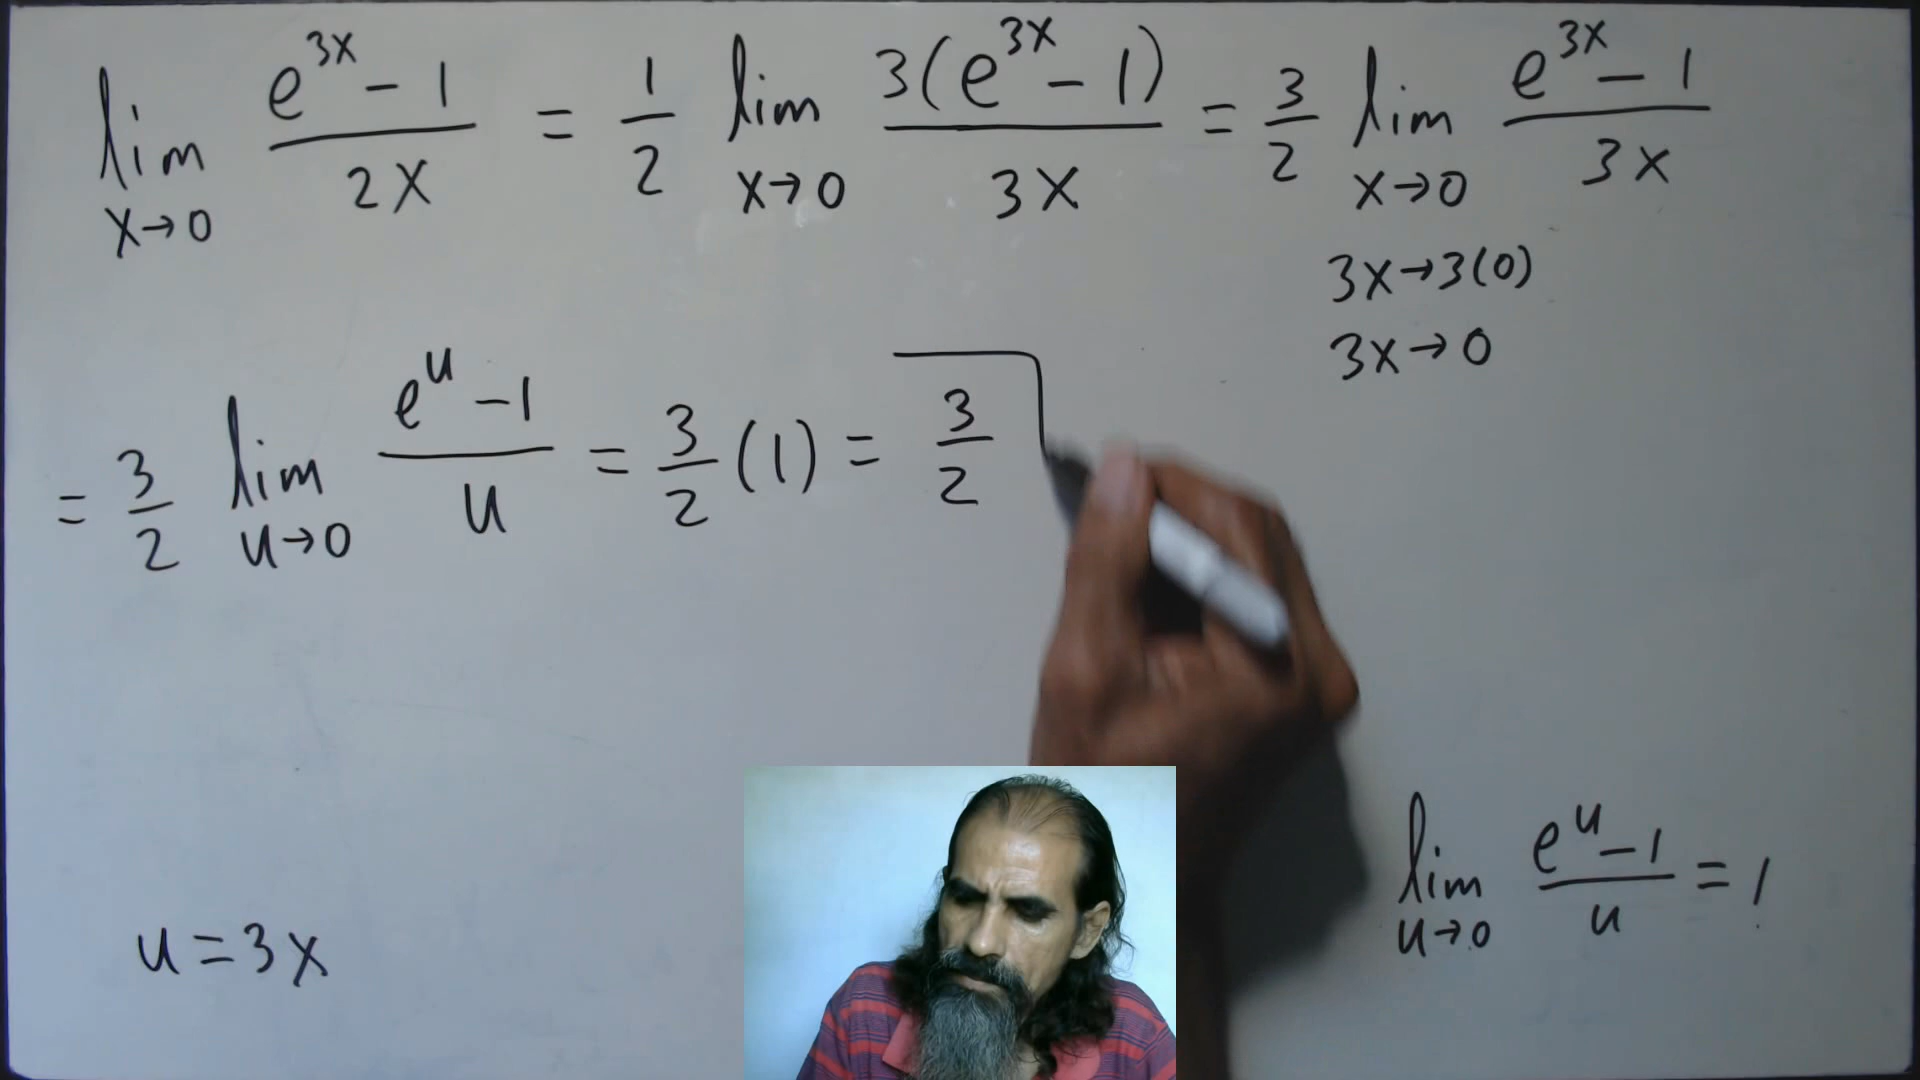 lim x→0 (e^{3x} - 1)/(2x) = 1/2 lim x→0 3(e^{3x} - 1)/(3x) = 3/2 lim x→0 (e^{3x} - 1)/(3x)
3x→3(0)
3x→0
= 3/2 lim u→0 (e^u - 1)/u = 3/2 (1) = 3/2
u = 3x
lim u→0 (e^u - 1)/u = 1